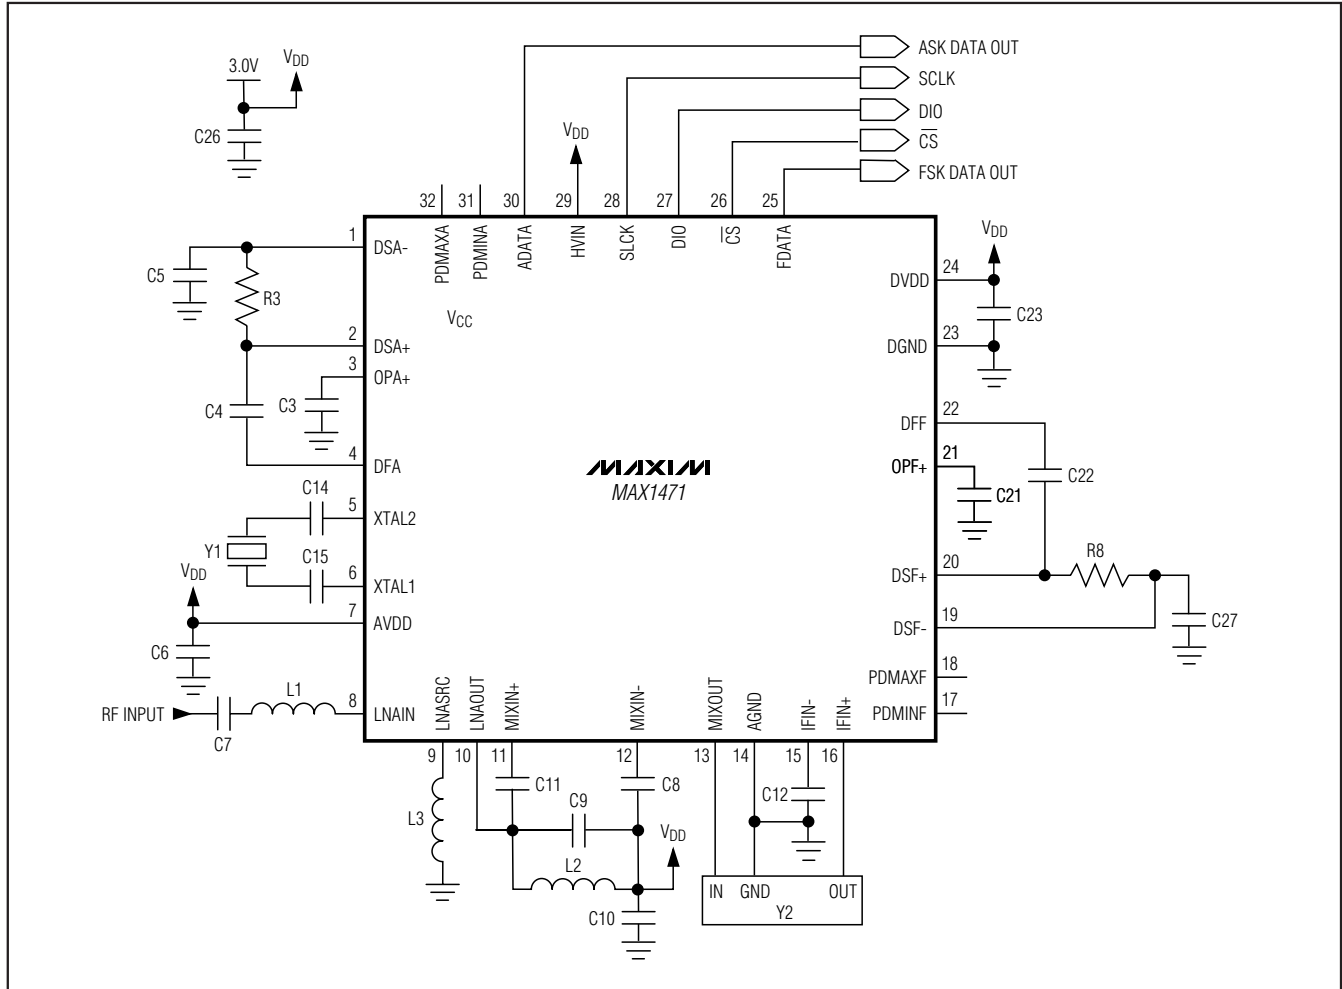 3.0V
VDD
C26
ASK DATA OUT
SCLK
DIO
CS
FSK DATA OUT
VDD
32
31
30
29
28
27
26
25
PDMAXA
PDMINA
ADATA
HVIN
SLCK
DIO
CS
FDATA
VCC
1
DSA-
C5
R3
2
DSA+
3
OPA+
C4
C3
4
DFA
C14
5
XTAL2
Y1
C15
6
XTAL1
VDD
7
AVDD
C6
RF INPUT
C7
L1
8
LNAIN
MAXIM
MAX1471
VDD
24
DVDD
C23
23
DGND
22
DFF
21
OPF+
C22
C21
20
DSF+
R8
19
DSF-
C27
18
PDMAXF
17
PDMINF
LNASRC
LNAOUT
MIXIN+
MIXIN-
MIXOUT
AGND
IFIN-
IFIN+
9
10
11
12
13
14
15
16
L3
C11
C9
C8
C12
VDD
L2
C10
IN
GND
OUT
Y2